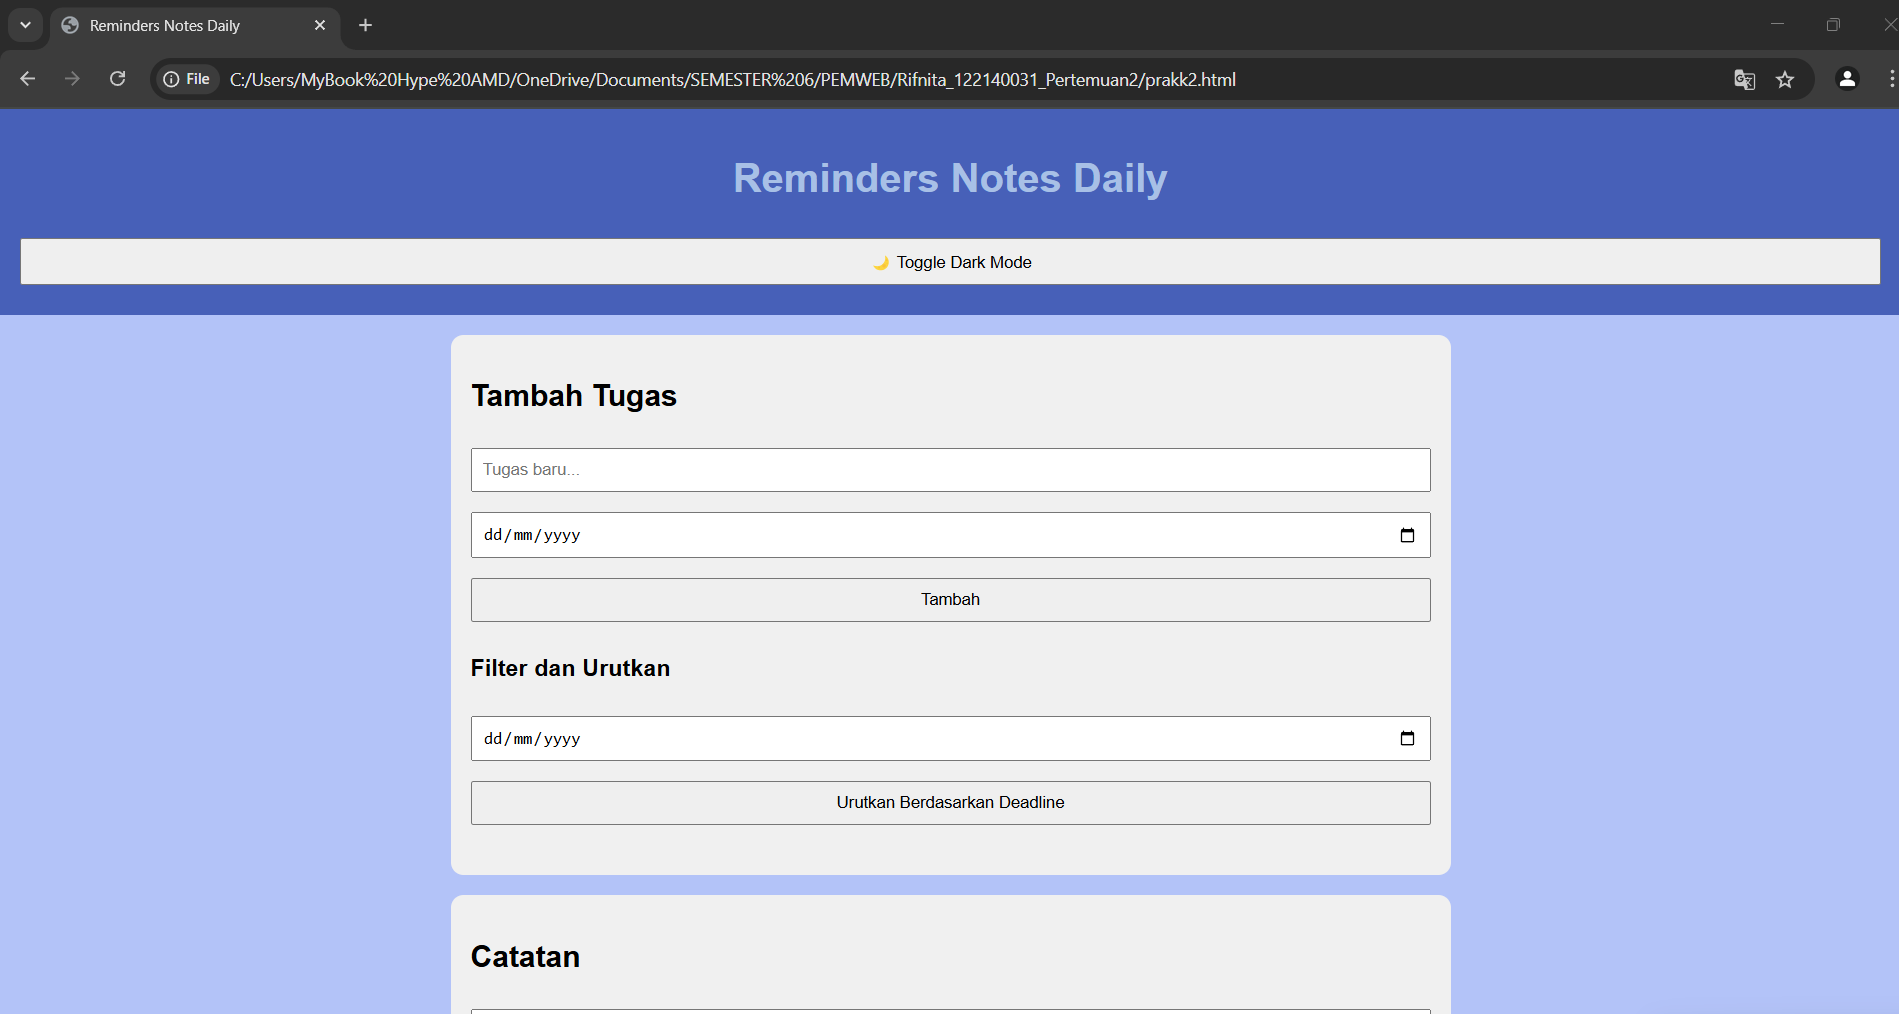 Reminders Notes Daily
File C:/Users/MyBook%20Hype%20AMD/OneDrive/Documents/SEMESTER%206/PEMWEB/Rifnita_122140031_Pertemuan2/prakk2.html
Reminders Notes Daily
🌙 Toggle Dark Mode
Tambah Tugas
Tugas baru...
dd/mm/yyyy
Tambah
Filter dan Urutkan
dd/mm/yyyy
Urutkan Berdasarkan Deadline
Catatan